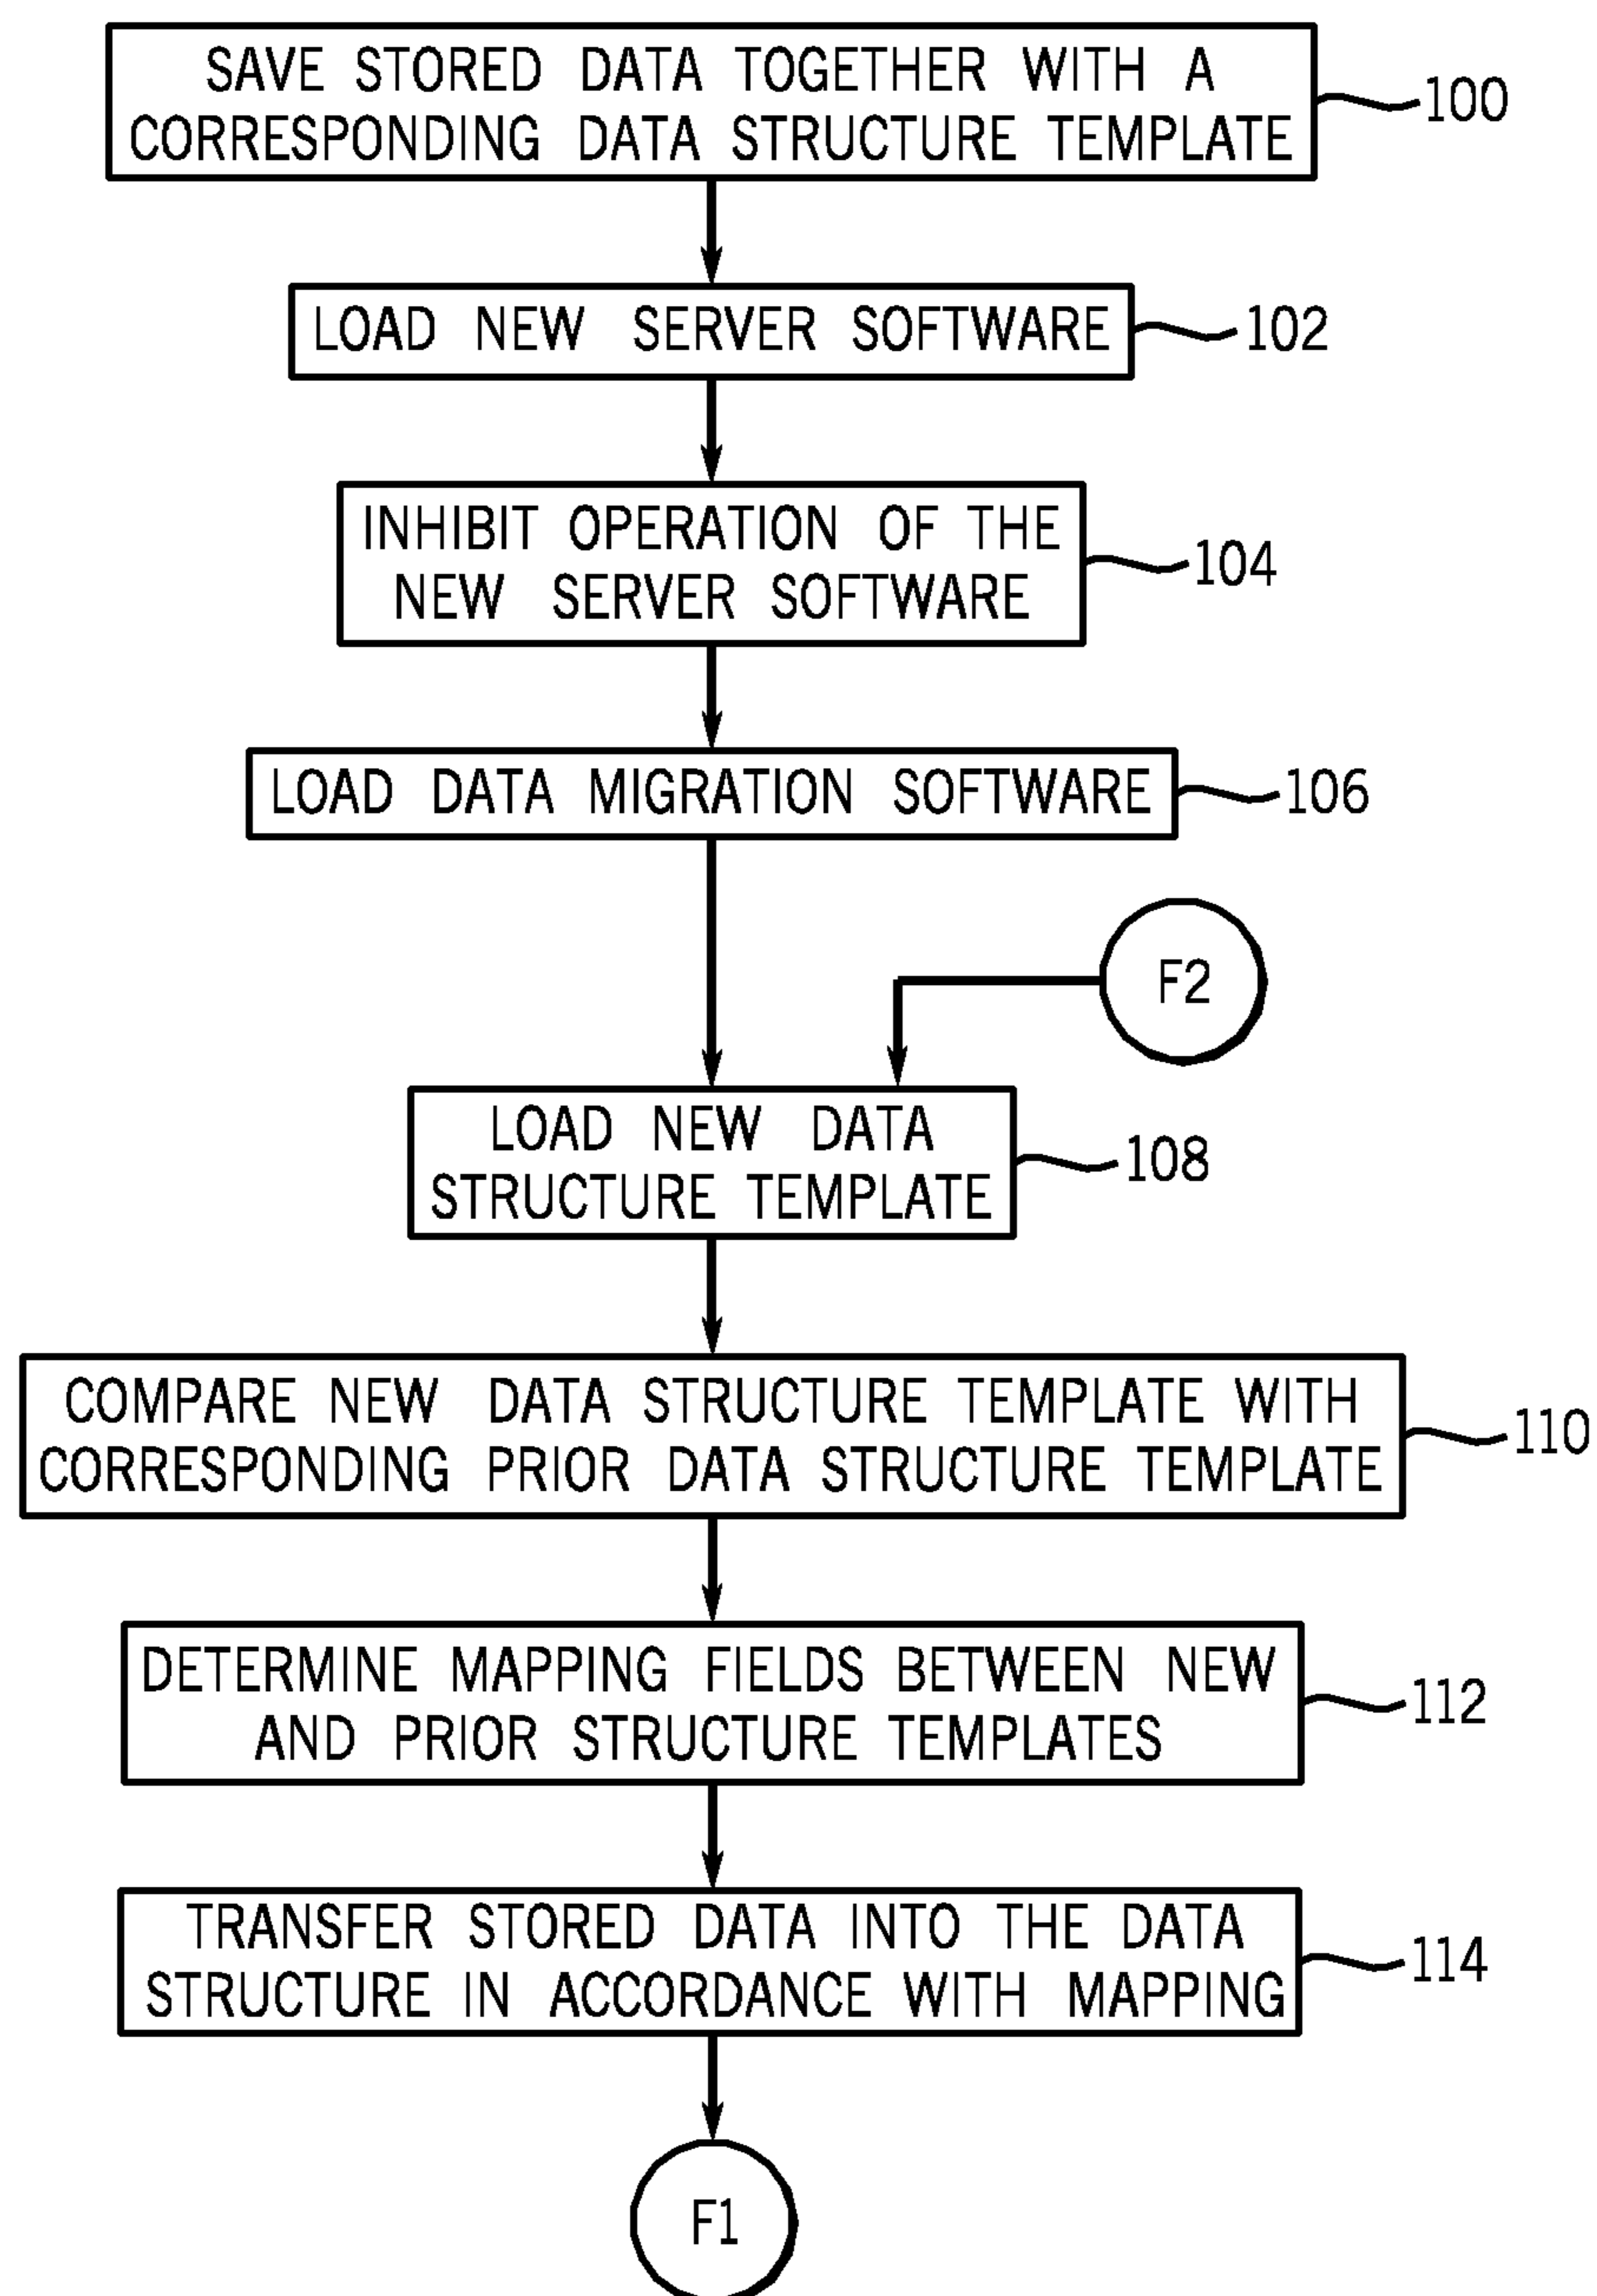 SAVE STORED DATA TOGETHER WITH A
CORRESPONDING DATA STRUCTURE TEMPLATE
100
LOAD NEW SERVER SOFTWARE
102
INHIBIT OPERATION OF THE
NEW SERVER SOFTWARE
104
LOAD DATA MIGRATION SOFTWARE
106
F2
LOAD NEW DATA
STRUCTURE TEMPLATE
108
COMPARE NEW DATA STRUCTURE TEMPLATE WITH
CORRESPONDING PRIOR DATA STRUCTURE TEMPLATE
110
DETERMINE MAPPING FIELDS BETWEEN NEW
AND PRIOR STRUCTURE TEMPLATES
112
TRANSFER STORED DATA INTO THE DATA
STRUCTURE IN ACCORDANCE WITH MAPPING
114
F1